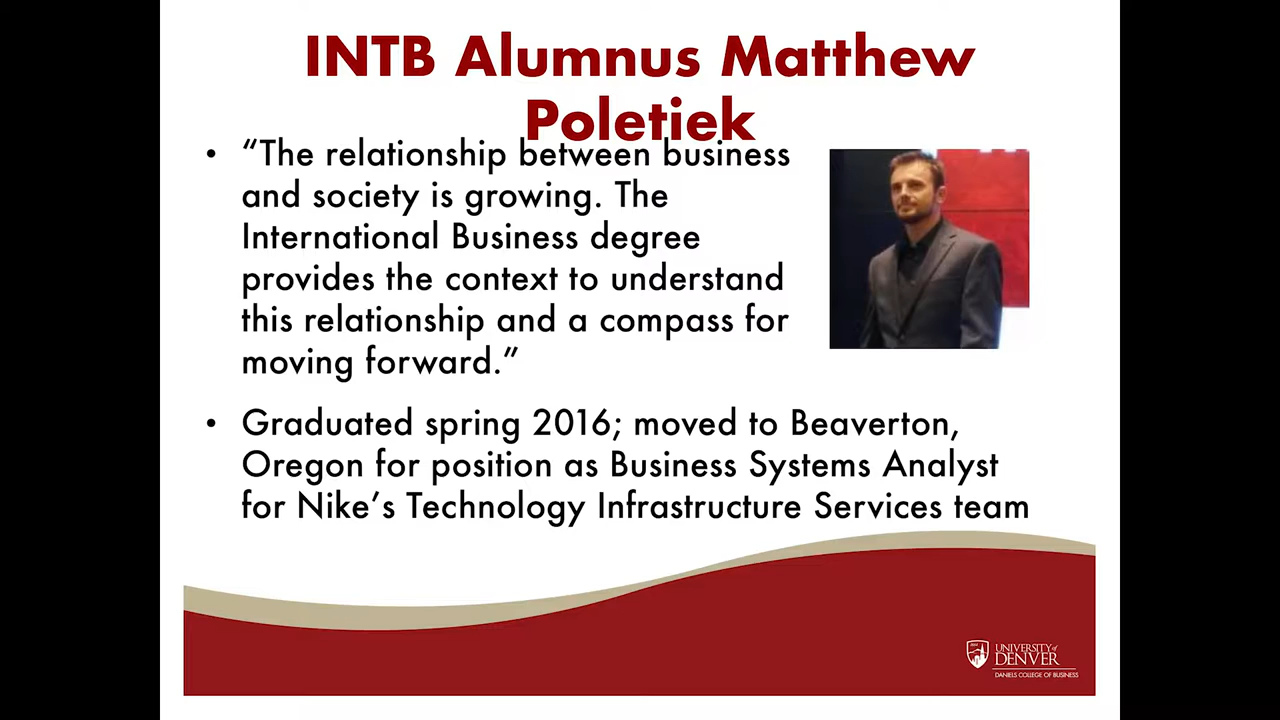 INTB Alumnus Matthew
Poletiek
• “The relationship between business
and society is growing. The
International Business degree
provides the context to understand
this relationship and a compass for
moving forward.”
• Graduated spring 2016; moved to Beaverton,
Oregon for position as Business Systems Analyst
for Nike’s Technology Infrastructure Services team
UNIVERSITY of
DENVER
DANIELS COLLEGE OF BUSINESS